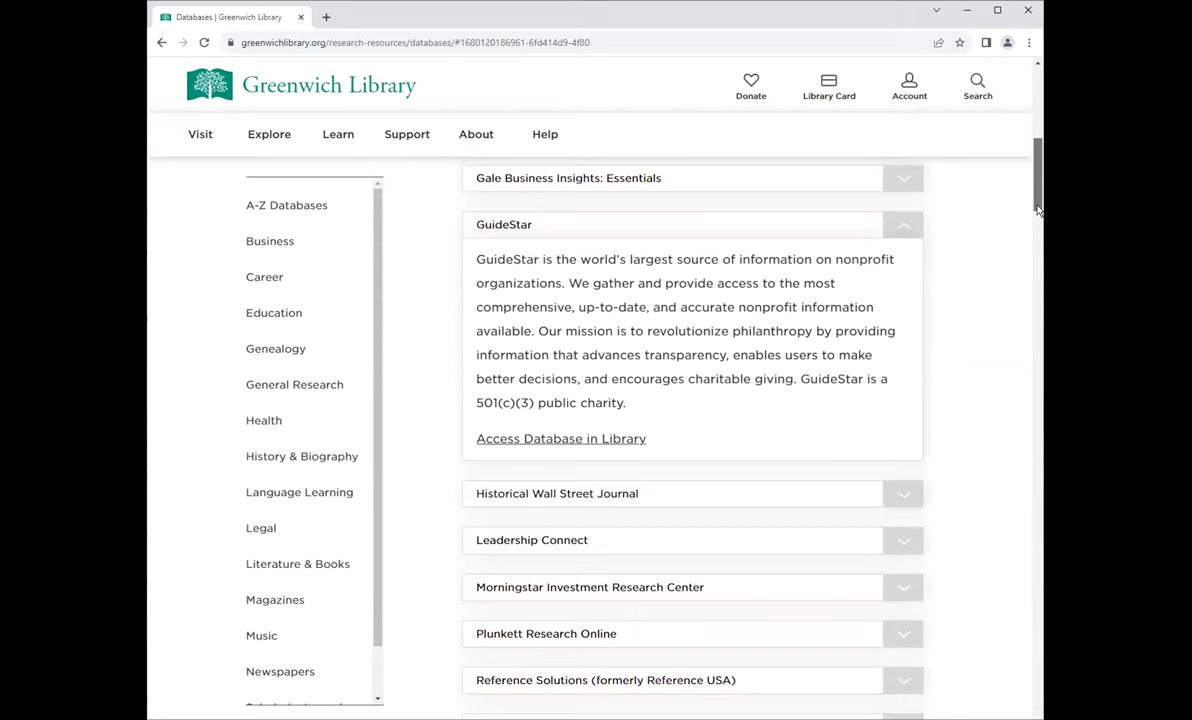 Databases | Greenwich Library
greenwichlibrary.org/research-resources/databases/#1680120186961-6fd414d9-4f80
Greenwich Library
Donate
Library Card
Account
Search
Visit
Explore
Learn
Support
About
Help
A-Z Databases
Business
Career
Education
Genealogy
General Research
Health
History & Biography
Language Learning
Legal
Literature & Books
Magazines
Music
Newspapers
Gale Business Insights: Essentials
GuideStar
GuideStar is the world's largest source of information on nonprofit
organizations. We gather and provide access to the most
comprehensive, up-to-date, and accurate nonprofit information
available. Our mission is to revolutionize philanthropy by providing
information that advances transparency, enables users to make
better decisions, and encourages charitable giving. GuideStar is a
501(c)(3) public charity.
Access Database in Library
Historical Wall Street Journal
Leadership Connect
Morningstar Investment Research Center
Plunkett Research Online
Reference Solutions (formerly Reference USA)